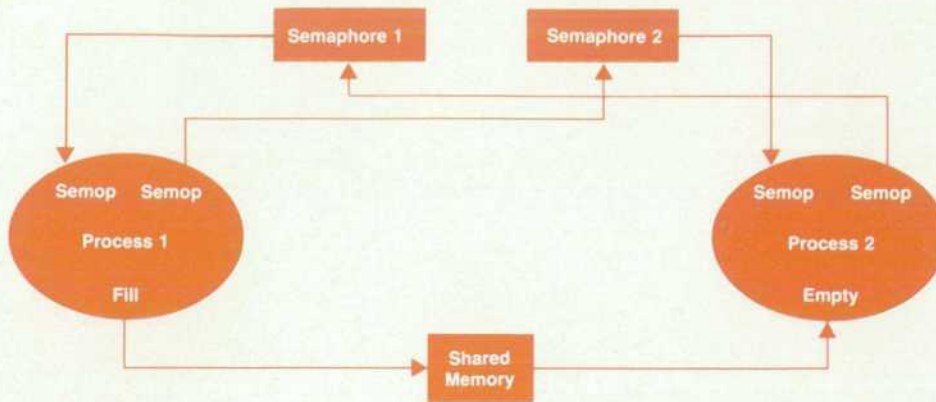 Semaphore 1
Semaphore 2
Semop Semop
Process 1
Fill
Semop Semop
Process 2
Empty
Shared
Memory